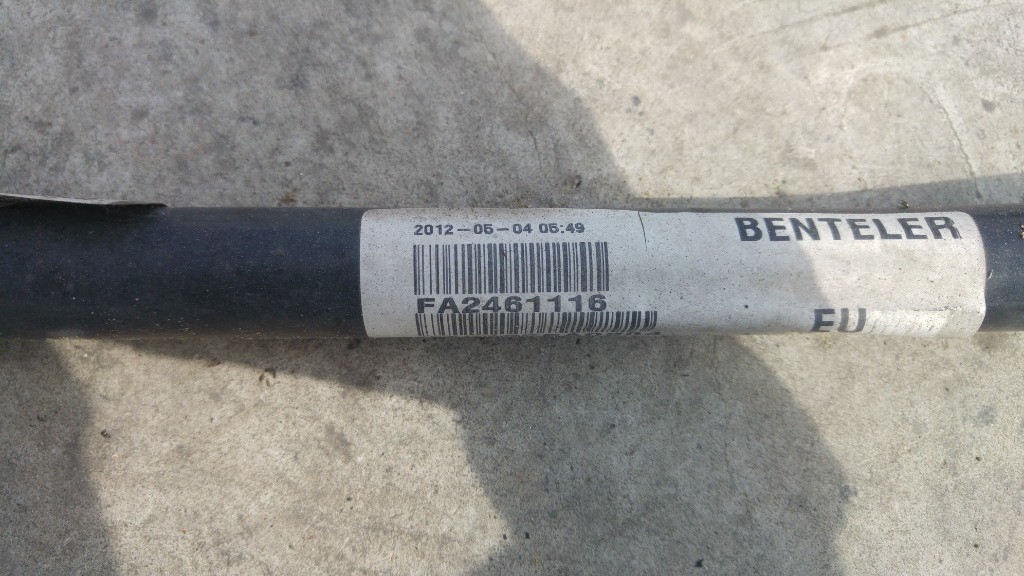 2012-05-04 05:49
BENTELER
FA2461116
EU